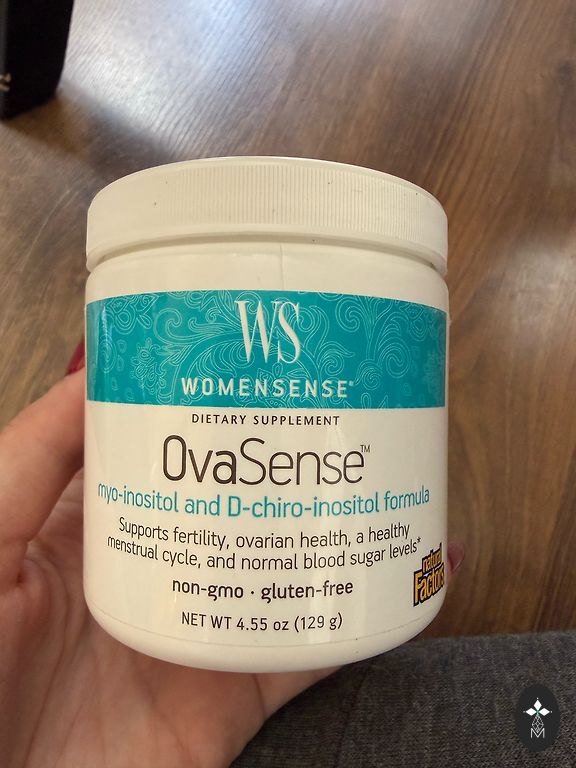 WS
WOMENSENSE®
DIETARY SUPPLEMENT
OvaSense™
myo-inositol and D-chiro-inositol formula
Supports fertility, ovarian health, a healthy
menstrual cycle, and normal blood sugar levels*
natural
Factors
non-gmo · gluten-free
NET WT 4.55 oz (129 g)
M